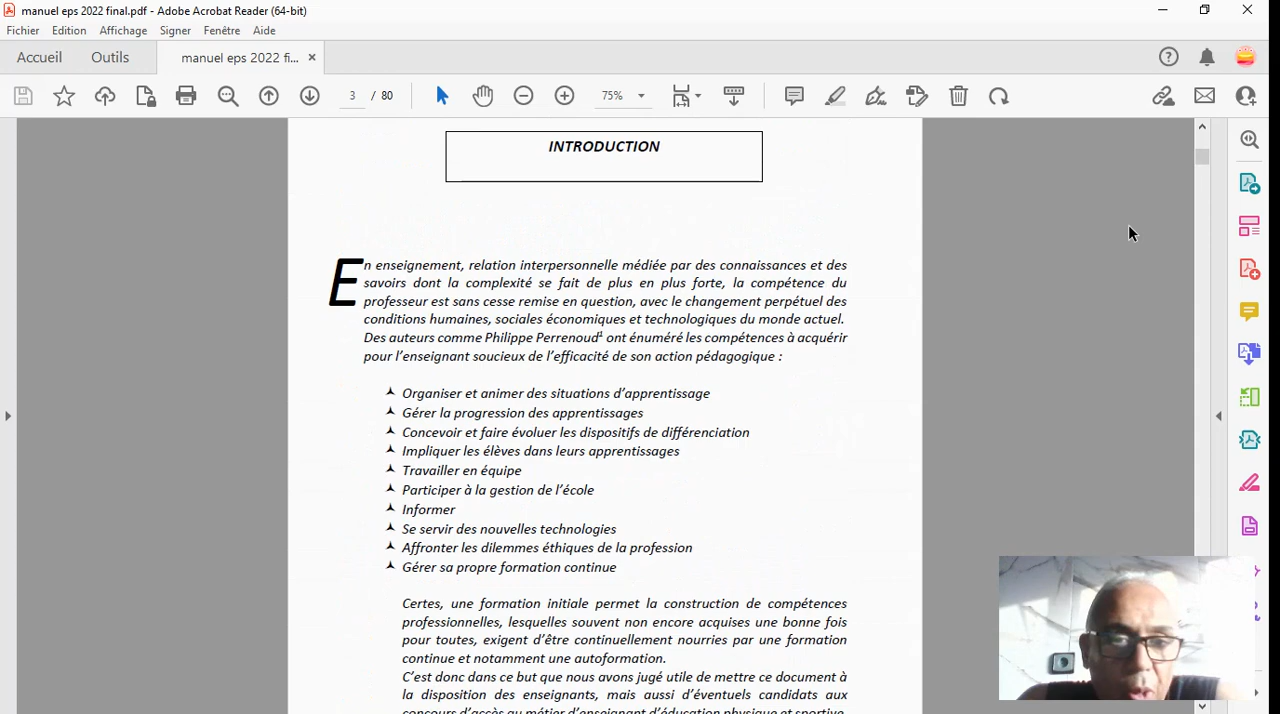 manuel eps 2022 final.pdf - Adobe Acrobat Reader (64-bit)
Fichier Edition Affichage Signer Fenêtre Aide
Accueil Outils manuel eps 2022 fi... ×
3 / 80 75%
INTRODUCTION
En enseignement, relation interpersonnelle médiée par des connaissances et des
savoirs dont la complexité se fait de plus en plus forte, la compétence du
professeur est sans cesse remise en question, avec le changement perpétuel des
conditions humaines, sociales économiques et technologiques du monde actuel.
Des auteurs comme Philippe Perrenoud¹ ont énuméré les compétences à acquérir
pour l’enseignant soucieux de l’efficacité de son action pédagogique :
Organiser et animer des situations d’apprentissage
Gérer la progression des apprentissages
Concevoir et faire évoluer les dispositifs de différenciation
Impliquer les élèves dans leurs apprentissages
Travailler en équipe
Participer à la gestion de l’école
Informer
Se servir des nouvelles technologies
Affronter les dilemmes éthiques de la profession
Gérer sa propre formation continue
Certes, une formation initiale permet la construction de compétences
professionnelles, lesquelles souvent non encore acquises une bonne fois
pour toutes, exigent d’être continuellement nourries par une formation
continue et notamment une autoformation.
C’est donc dans ce but que nous avons jugé utile de mettre ce document à
la disposition des enseignants, mais aussi d’éventuels candidats aux
concours d’accès au métier d’enseignant d’éducation physique et sportive